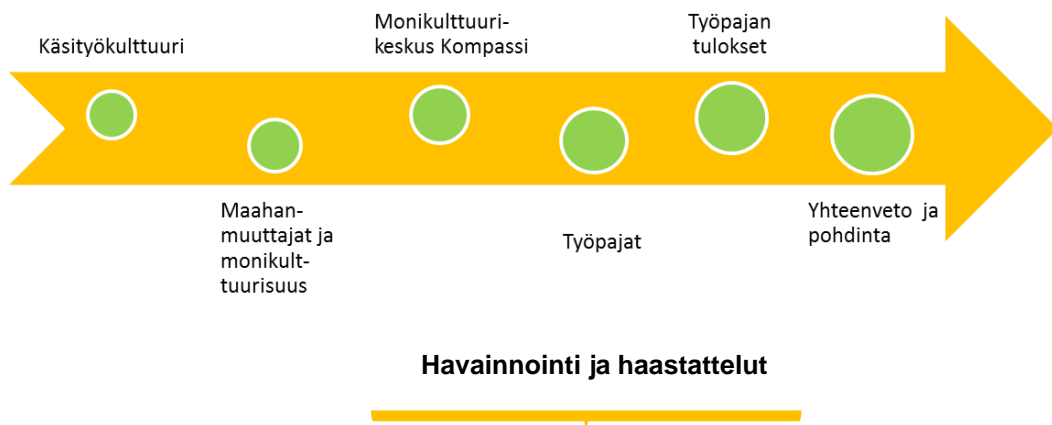 Käsityökulttuuri
Maahan-
muuttajat ja
monikult-
tuurisuus
Monikulttuuri-
keskus Kompassi
Työpajat
Työpajan
tulokset
Yhteenveto ja
pohdinta
Havainnointi ja haastattelut